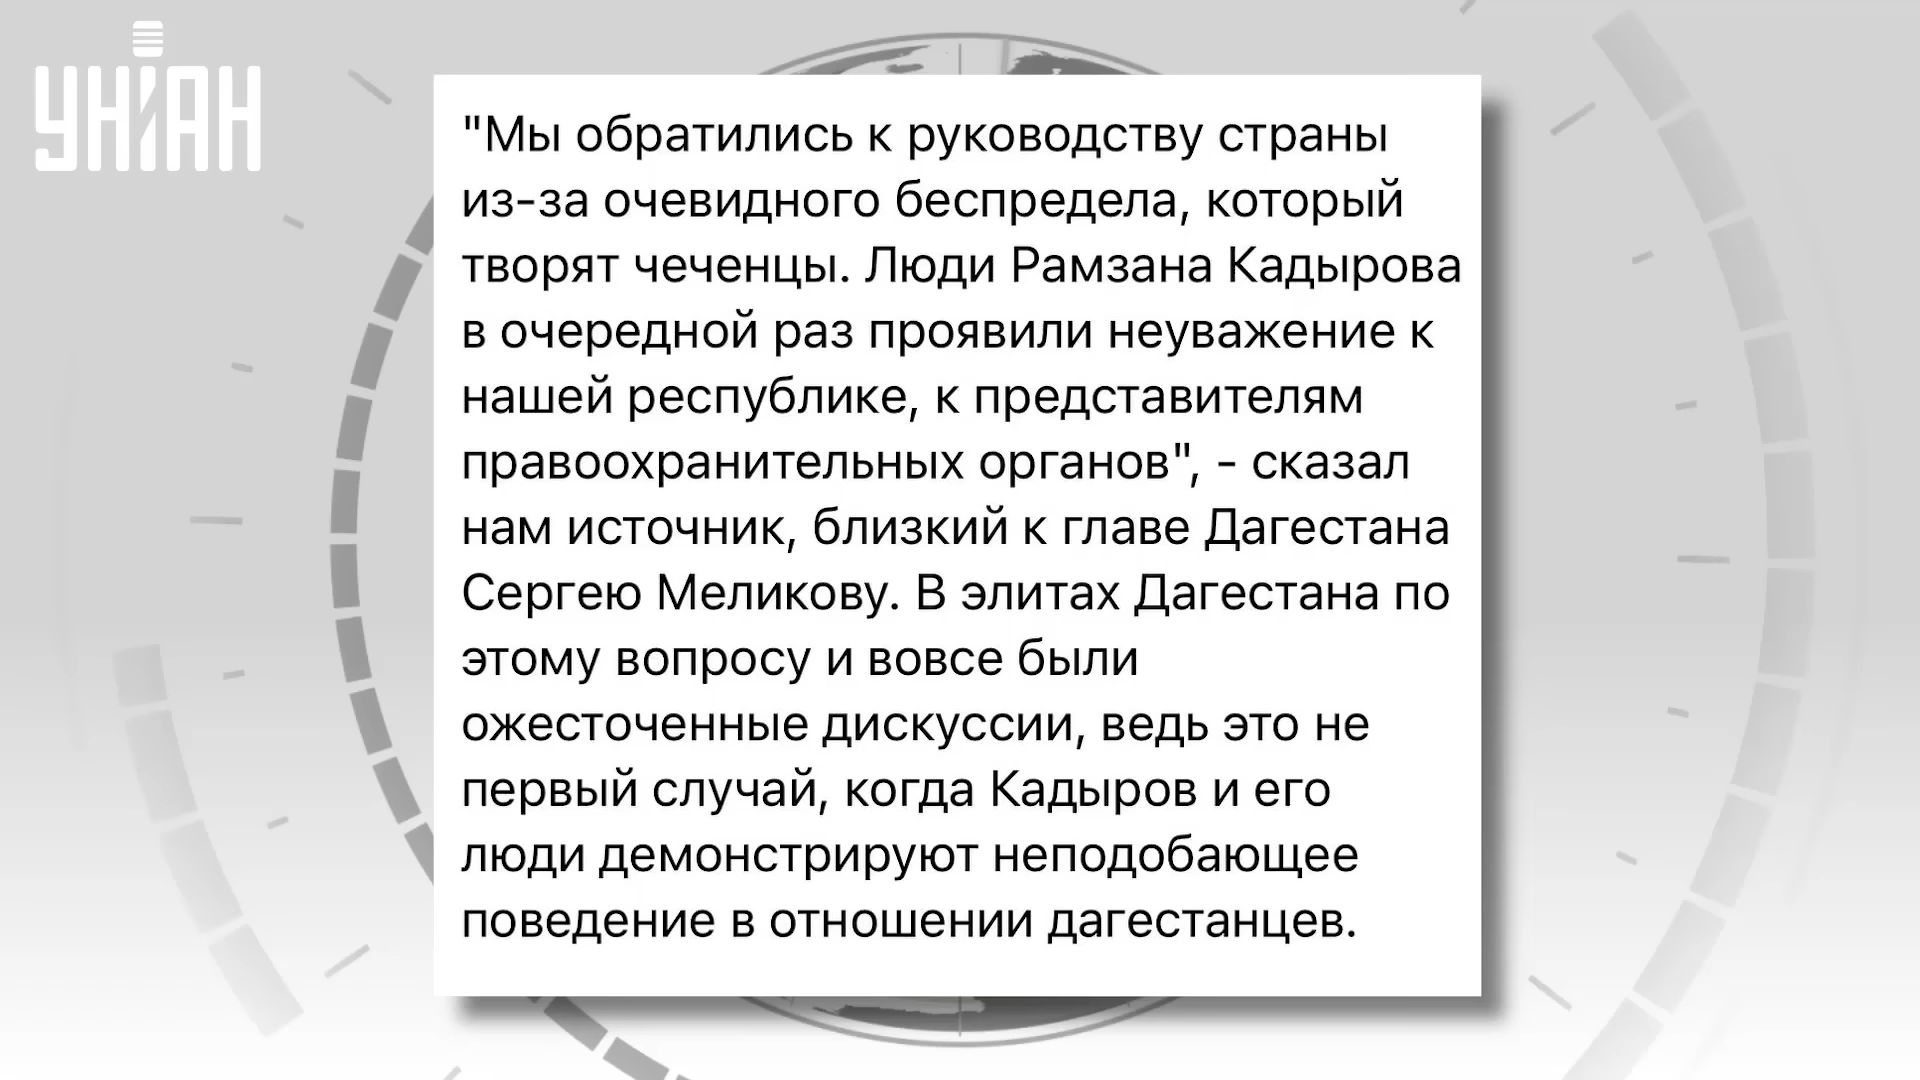 УНІАН
"Мы обратились к руководству страны
из-за очевидного беспредела, который
творят чеченцы. Люди Рамзана Кадырова
в очередной раз проявили неуважение к
нашей республике, к представителям
правоохранительных органов", - сказал
нам источник, близкий к главе Дагестана
Сергею Меликову. В элитах Дагестана по
этому вопросу и вовсе были
ожесточенные дискуссии, ведь это не
первый случай, когда Кадыров и его
люди демонстрируют неподобающее
поведение в отношении дагестанцев.